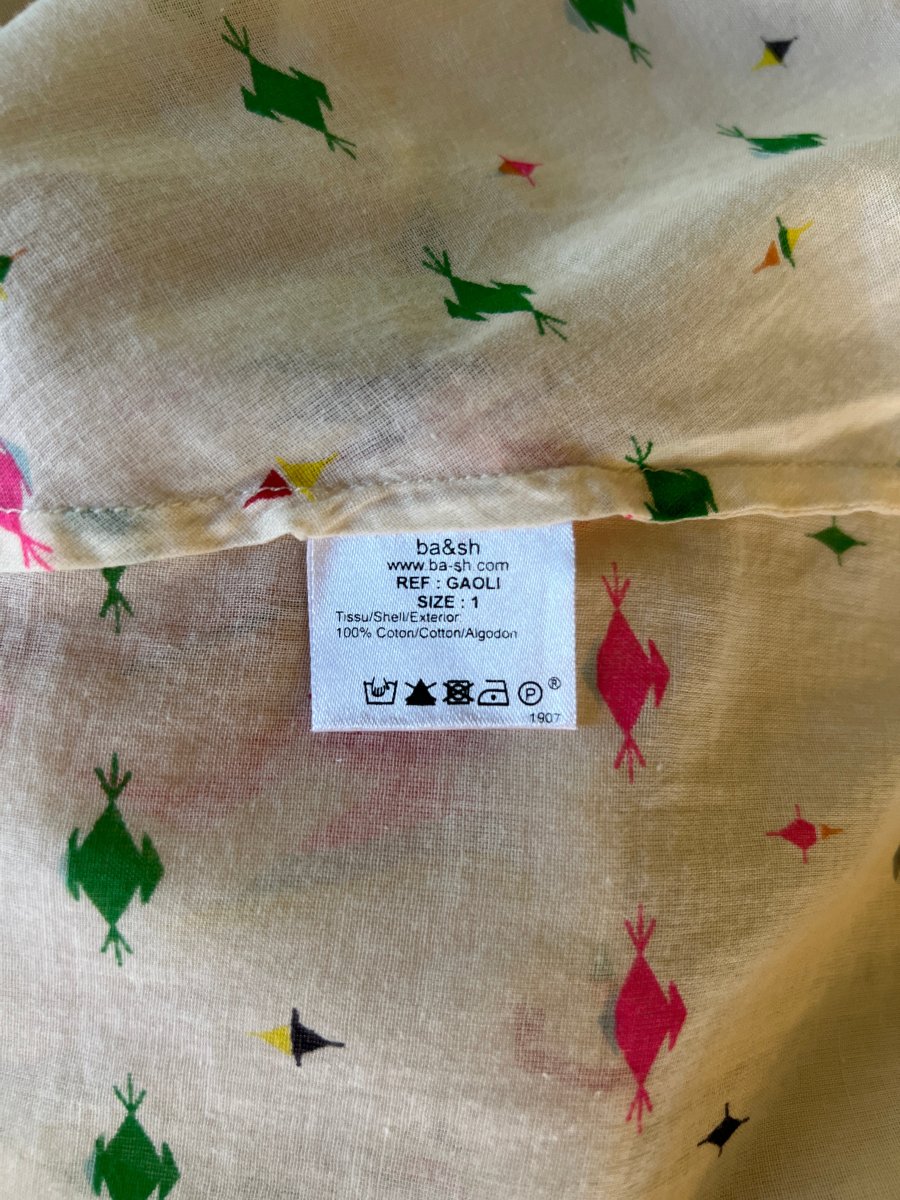 ba&sh
www.ba-sh.com
REF : GAOLI
SIZE : 1
Tissu/Shell/Exterior:
100% Coton/Cotton/Algodon
P ®
1907